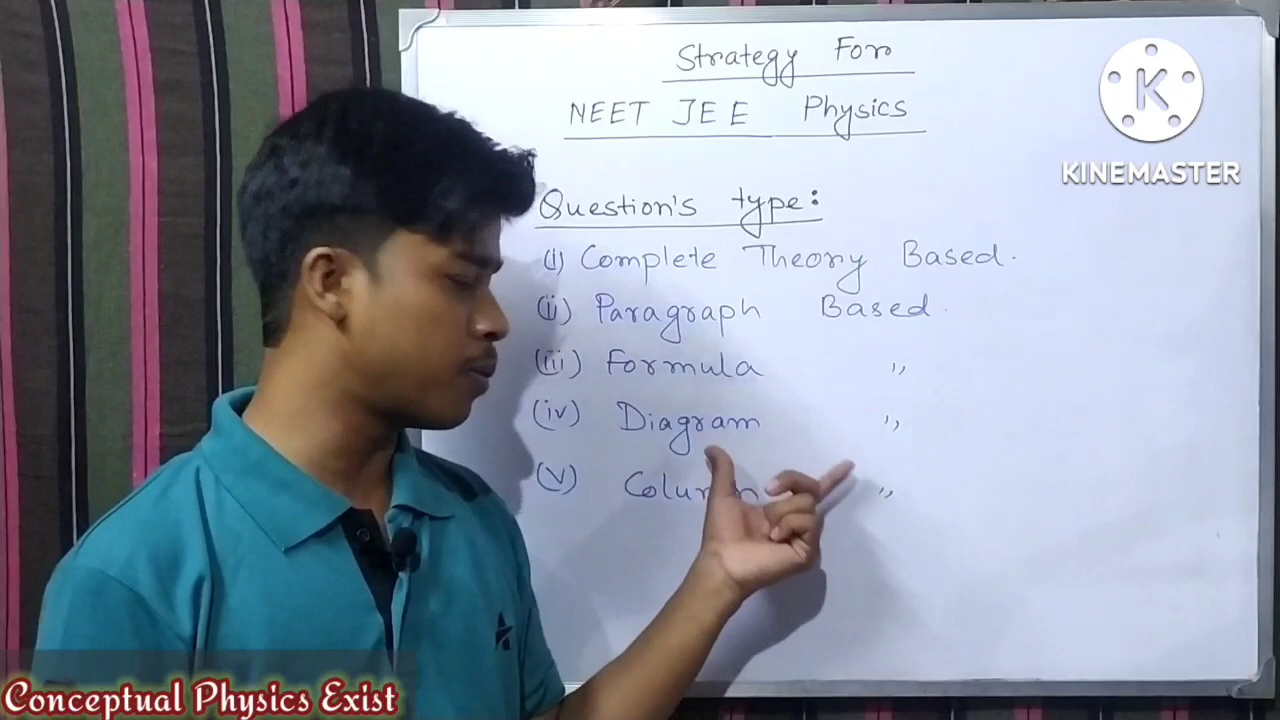 Strategy For
NEET JEE Physics
KINEMASTER
Question's type:
(i) Complete Theory Based.
(ii) Paragraph Based.
(iii) Formula ,,
(iv) Diagram ,,
(v) Column ,,
Conceptual Physics Exist